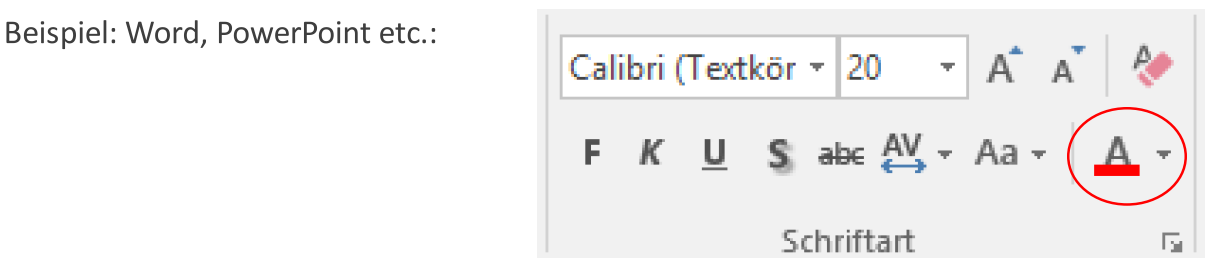 Beispiel: Word, PowerPoint etc.:
Calibri (Textkör 20 A A A
F K U S abc AV Aa A
Schriftart